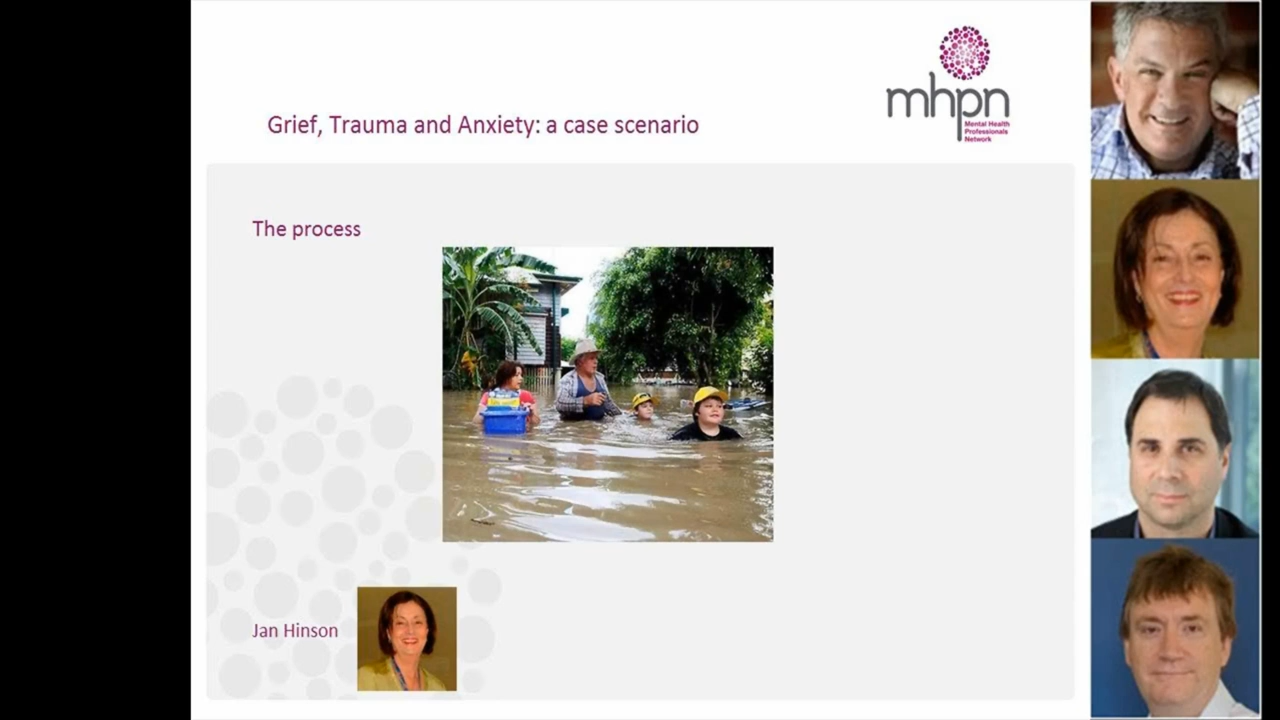 Grief, Trauma and Anxiety: a case scenario
mhpn
Mental Health
Professionals
Network
The process
Jan Hinson